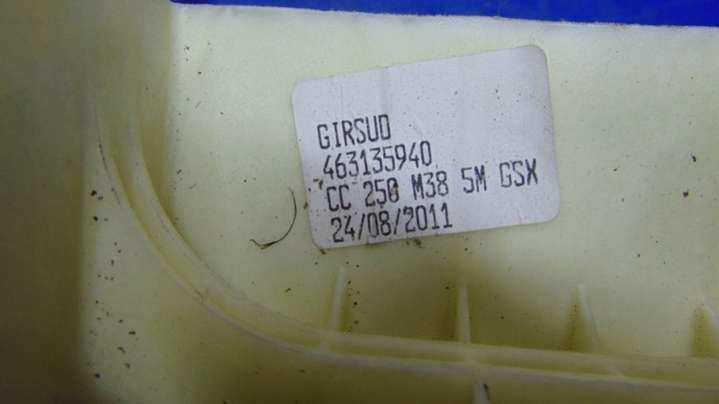 GIRSUD
463135940
CC 250 M38 5M GSX
24/08/2011